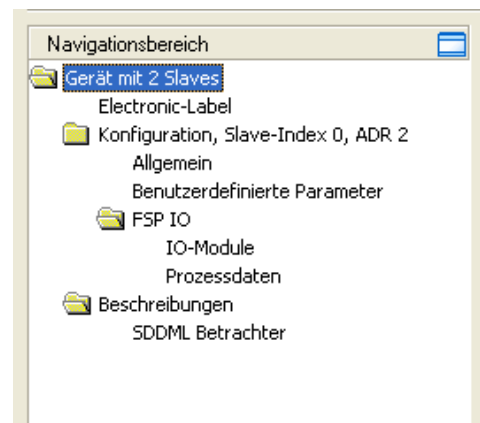 Navigationsbereich
Gerät mit 2 Slaves
Electronic-Label
Konfiguration, Slave-Index 0, ADR 2
Allgemein
Benutzerdefinierte Parameter
FSP IO
IO-Module
Prozessdaten
Beschreibungen
SDDML Betrachter